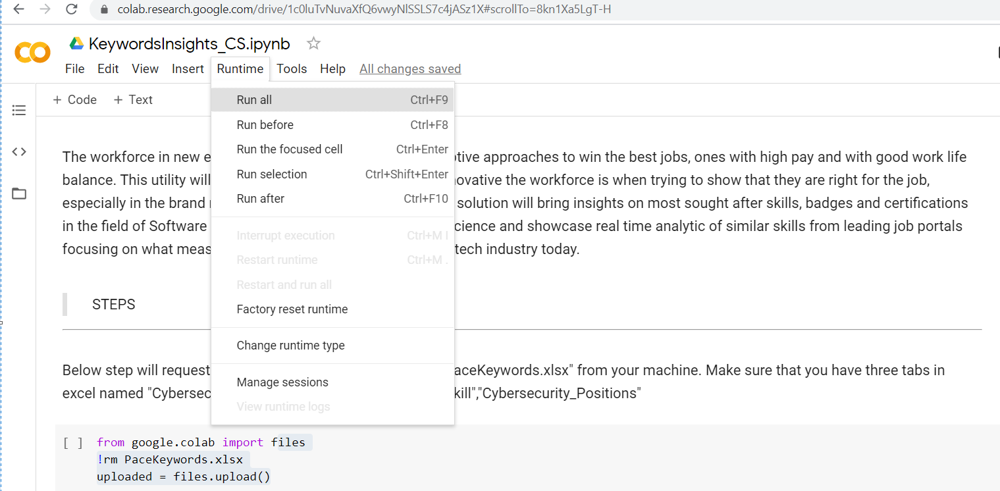 colab.research.google.com/drive/1c0luTvNuvaXfQ6vwyNlSSLS7c4jASz1X#scrollTo=8kn1Xa5LgT-H
KeywordsInsights_CS.ipynb
File Edit View Insert Runtime Tools Help All changes saved
+ Code + Text
Run all Ctrl+F9
Run before Ctrl+F8
Run the focused cell Ctrl+Enter
Run selection Ctrl+Shift+Enter
Run after Ctrl+F10
Interrupt execution Ctrl+M I
Restart runtime Ctrl+M .
Restart and run all
Factory reset runtime
Change runtime type
Manage sessions
View runtime logs
The workforce in new e tive approaches to win the best jobs, ones with high pay and with good work life
balance. This utility will ovative the workforce is when trying to show that they are right for the job,
especially in the brand solution will bring insights on most sought after skills, badges and certifications
in the field of Software cience and showcase real time analytic of similar skills from leading job portals
focusing on what meas tech industry today.
STEPS
Below step will request aceKeywords.xlsx" from your machine. Make sure that you have three tabs in
excel named "Cybersec kill","Cybersecurity_Positions"
[ ] from google.colab import files
!rm PaceKeywords.xlsx
uploaded = files.upload()